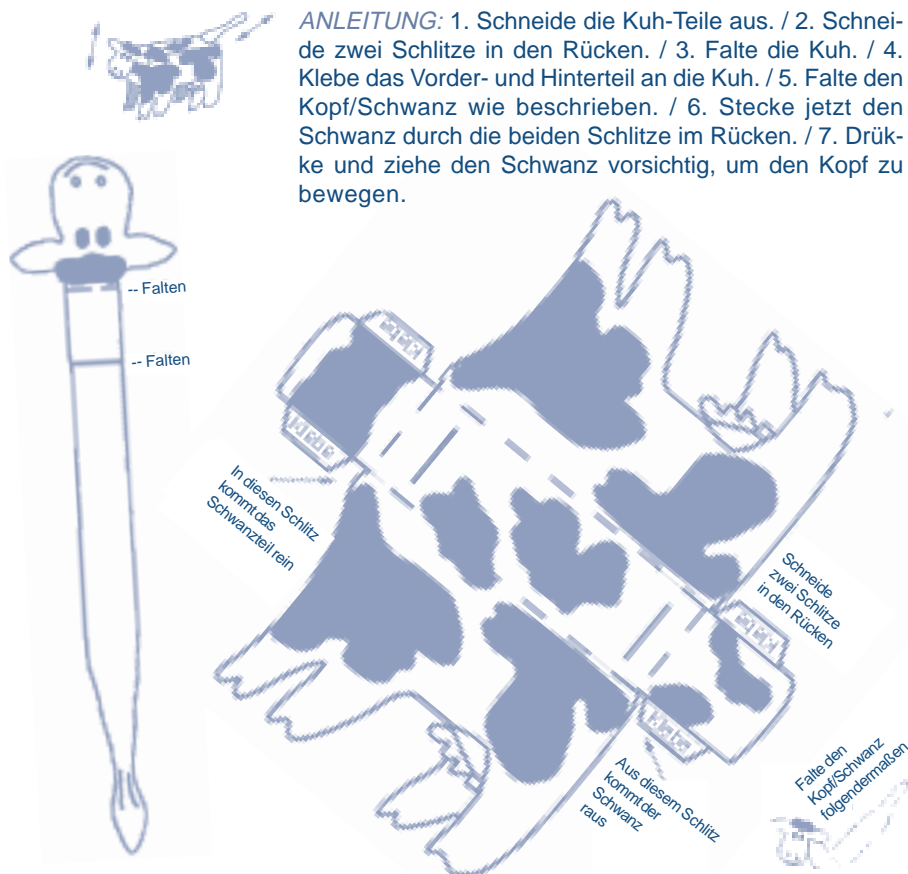 ANLEITUNG: 1. Schneide die Kuh-Teile aus. / 2. Schnei-
de zwei Schlitze in den Rücken. / 3. Falte die Kuh. / 4.
Klebe das Vorder- und Hinterteil an die Kuh. / 5. Falte den
Kopf/Schwanz wie beschrieben. / 6. Stecke jetzt den
Schwanz durch die beiden Schlitze im Rücken. / 7. Drük-
ke und ziehe den Schwanz vorsichtig, um den Kopf zu
bewegen.
-- Falten
-- Falten
In diesen Schlitz
kommt das
Schwanzteil rein
Schneide
zwei Schlitze
in den Rücken
Klebe
Aus diesem Schlitz
kommt der
Schwanz
raus
Falte den
Kopf/Schwanz
folgendermaßen